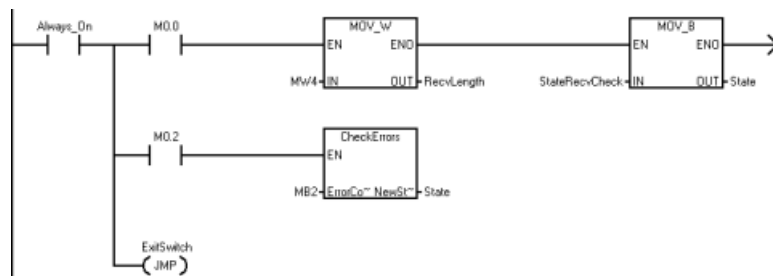 Always_On M0.0 MOV_W MOV_B
EN ENO EN ENO
MW4 IN OUT RecvLength StateRecvCheck IN OUT State
M0.2 CheckErrors
EN
MB2 ErrorCo~ NewSt~ State
ExitSwitch
JMP